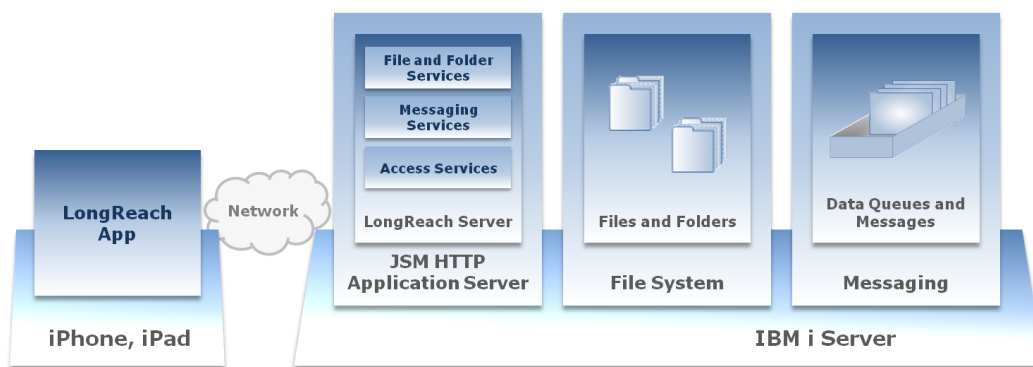 LongReach
App
iPhone, iPad
Network
File and Folder
Services
Messaging
Services
Access Services
LongReach Server
JSM HTTP
Application Server
Files and Folders
File System
Data Queues and
Messages
Messaging
IBM i Server